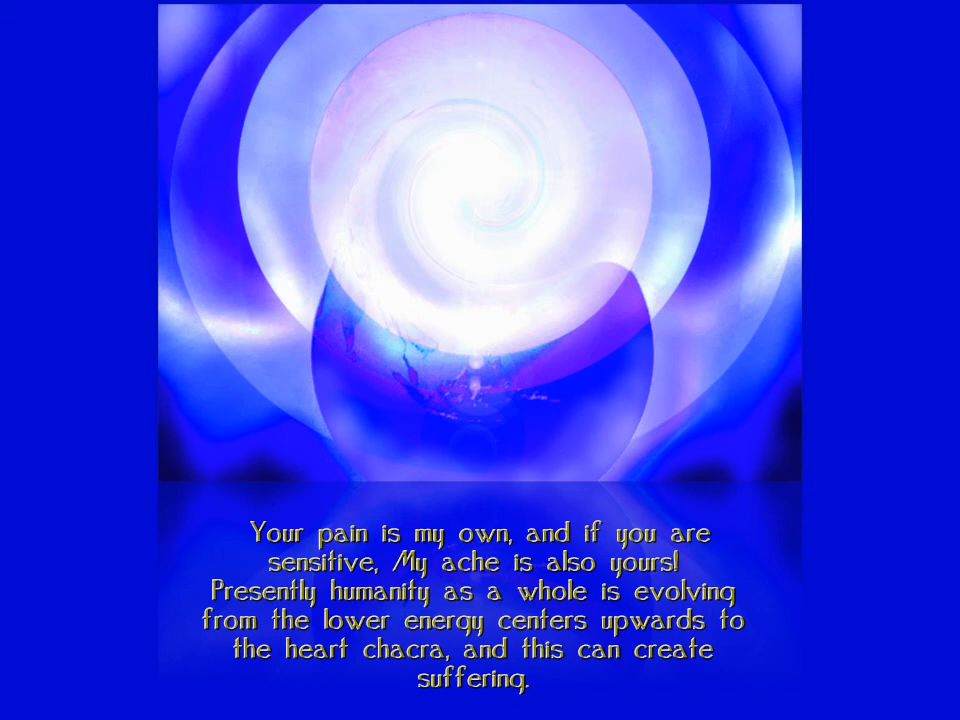 Your pain is my own, and if you are
sensitive, My ache is also yours!
Presently humanity as a whole is evolving
from the lower energy centers upwards to
the heart chacra, and this can create
suffering.